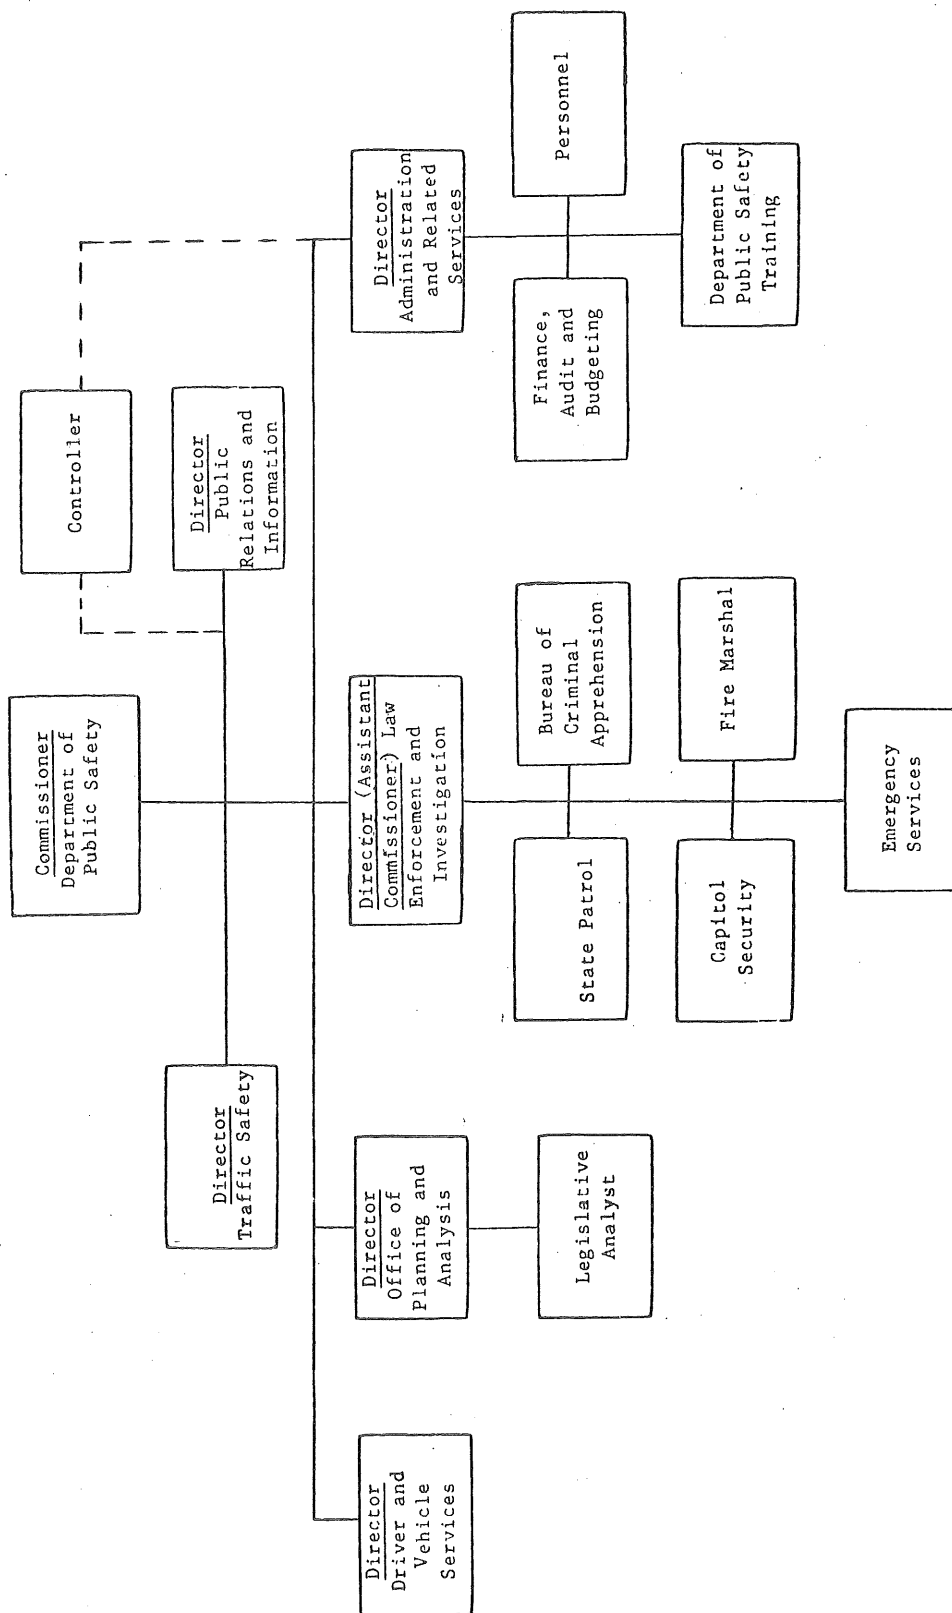 Commissioner
Department of
Public Safety
Controller
Director
Traffic Safety
Director
Public
Relations and
Information
Director
Driver and
Vehicle
Services
Director
Office of
Planning and
Analysis
Director (Assistant
Commissioner) Law
Enforcement and
Investigation
Director
Administration
and Related
Services
Legislative
Analyst
State Patrol
Bureau of
Criminal
Apprehension
Finance,
Audit and
Budgeting
Personnel
Capitol
Security
Fire Marshal
Department of
Public Safety
Training
Emergency
Services